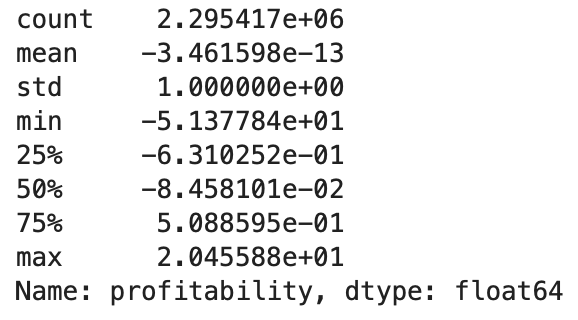 count    2.295417e+06
mean    -3.461598e-13
std      1.000000e+00
min     -5.137784e+01
25%     -6.310252e-01
50%     -8.458101e-02
75%      5.088595e-01
max      2.045588e+01
Name: profitability, dtype: float64